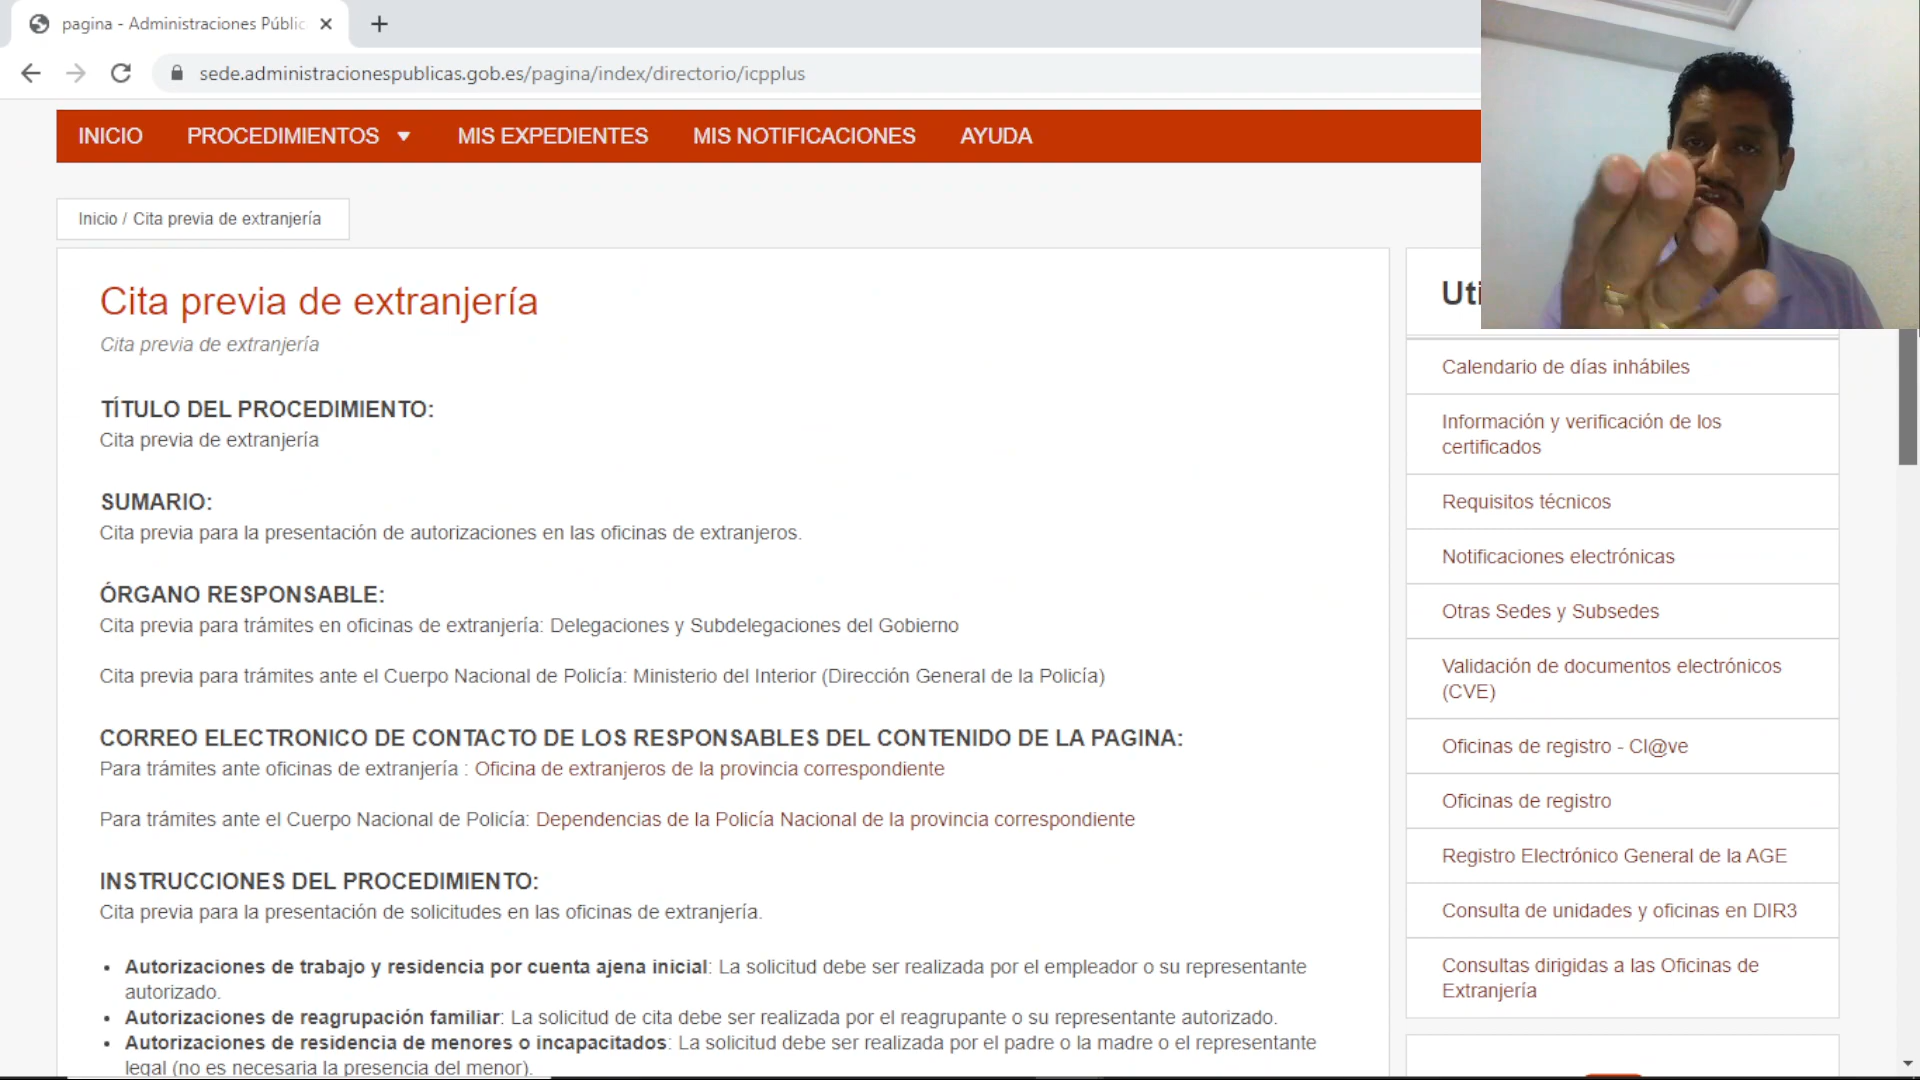 pagina - Administraciones Públic
sede.administracionespublicas.gob.es/pagina/index/directorio/icpplus
INICIO PROCEDIMIENTOS MIS EXPEDIENTES MIS NOTIFICACIONES AYUDA
Inicio / Cita previa de extranjería
Cita previa de extranjería
Cita previa de extranjería
TÍTULO DEL PROCEDIMIENTO:
Cita previa de extranjería
SUMARIO:
Cita previa para la presentación de autorizaciones en las oficinas de extranjeros.
ÓRGANO RESPONSABLE:
Cita previa para trámites en oficinas de extranjería: Delegaciones y Subdelegaciones del Gobierno
Cita previa para trámites ante el Cuerpo Nacional de Policía: Ministerio del Interior (Dirección General de la Policía)
CORREO ELECTRONICO DE CONTACTO DE LOS RESPONSABLES DEL CONTENIDO DE LA PAGINA:
Para trámites ante oficinas de extranjería : Oficina de extranjeros de la provincia correspondiente
Para trámites ante el Cuerpo Nacional de Policía: Dependencias de la Policía Nacional de la provincia correspondiente
INSTRUCCIONES DEL PROCEDIMIENTO:
Cita previa para la presentación de solicitudes en las oficinas de extranjería.
• Autorizaciones de trabajo y residencia por cuenta ajena inicial: La solicitud debe ser realizada por el empleador o su representante
autorizado.
• Autorizaciones de reagrupación familiar: La solicitud de cita debe ser realizada por el reagrupante o su representante autorizado.
• Autorizaciones de residencia de menores o incapacitados: La solicitud debe ser realizada por el padre o la madre o el representante
legal (no es necesaria la presencia del menor).
Calendario de días inhábiles
Información y verificación de los
certificados
Requisitos técnicos
Notificaciones electrónicas
Otras Sedes y Subsedes
Validación de documentos electrónicos
(CVE)
Oficinas de registro - Cl@ve
Oficinas de registro
Registro Electrónico General de la AGE
Consulta de unidades y oficinas en DIR3
Consultas dirigidas a las Oficinas de
Extranjería